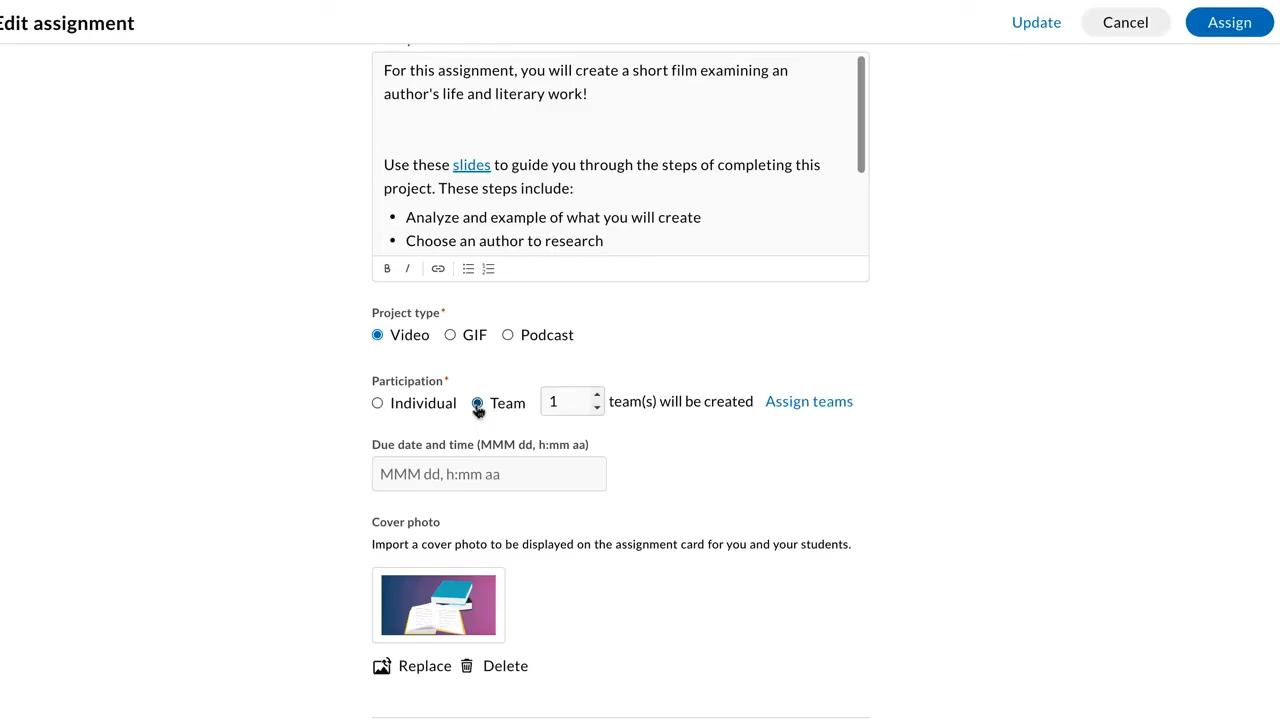 Edit assignment
Update
Cancel
Assign
For this assignment, you will create a short film examining an
author's life and literary work!
Use these slides to guide you through the steps of completing this
project. These steps include:
• Analyze and example of what you will create
• Choose an author to research
B I
Project type*
Video GIF Podcast
Participation*
Individual Team 1 team(s) will be created Assign teams
Due date and time (MMM dd, h:mm aa)
MMM dd, h:mm aa
Cover photo
Import a cover photo to be displayed on the assignment card for you and your students.
Replace Delete